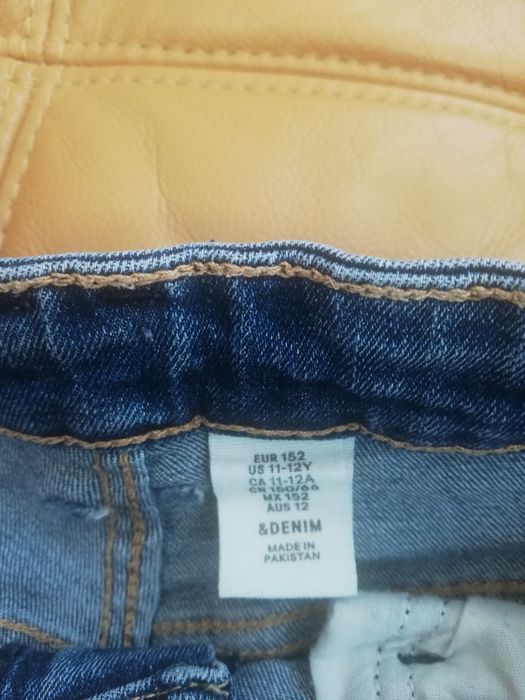 EUR 152
US 11-12Y
CA 11-12A
CN 150/66
MX 152
AUS 12
&DENIM
MADE IN
PAKISTAN